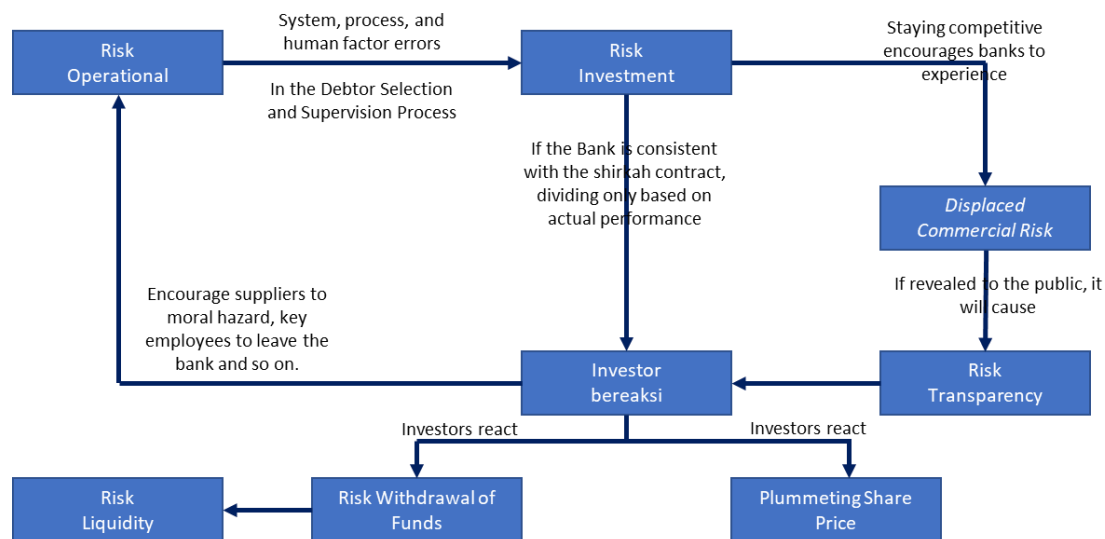 System, process, and
human factor errors
Risk
Operational
In the Debtor Selection
and Supervision Process
Risk
Investment
Staying competitive
encourages banks to
experience
If the Bank is consistent
with the shirkah contract,
dividing only based on
actual performance
Displaced
Commercial Risk
If revealed to the public, it
will cause
Encourage suppliers to
moral hazard, key
employees to leave the
bank and so on.
Investor
bereaksi
Risk
Transparency
Investors react
Investors react
Risk
Liquidity
Risk Withdrawal of
Funds
Plummeting Share
Price